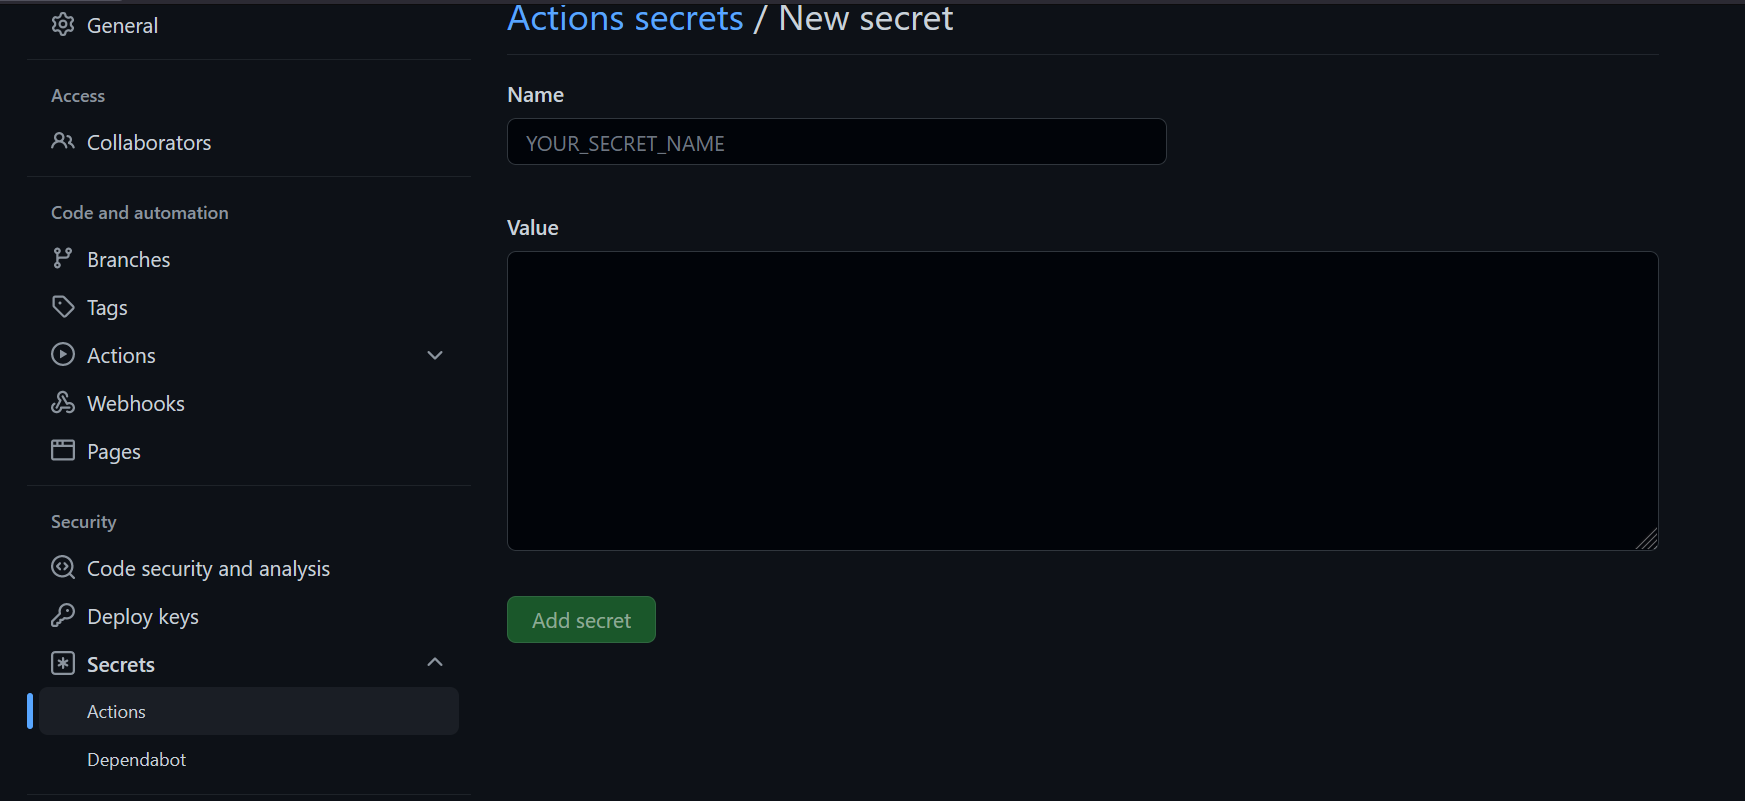 General
Access
Collaborators
Code and automation
Branches
Tags
Actions
Webhooks
Pages
Security
Code security and analysis
Deploy keys
Secrets
Actions
Dependabot
Actions secrets / New secret
Name
YOUR_SECRET_NAME
Value
Add secret